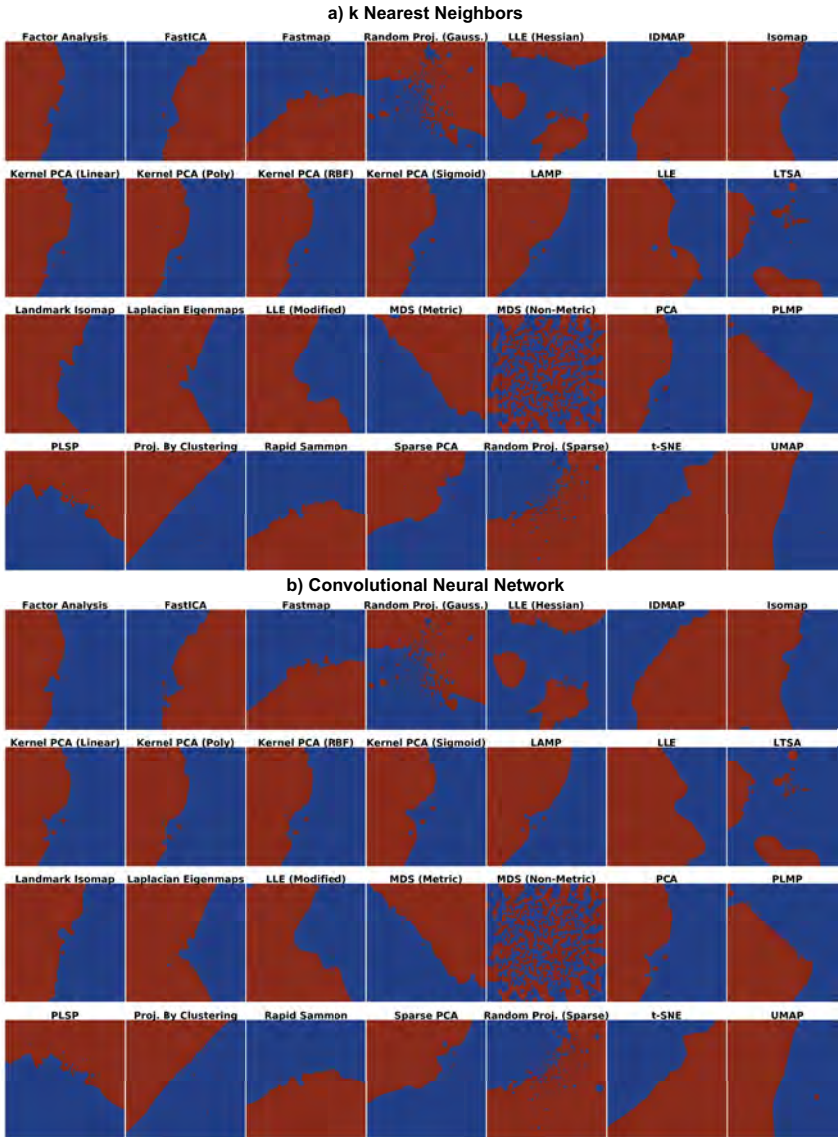 a) k Nearest Neighbors
Factor Analysis FastICA Fastmap Random Proj. (Gauss.) LLE (Hessian) IDMAP Isomap
Kernel PCA (Linear) Kernel PCA (Poly) Kernel PCA (RBF) Kernel PCA (Sigmoid) LAMP LLE LTSA
Landmark Isomap Laplacian Eigenmaps LLE (Modified) MDS (Metric) MDS (Non-Metric) PCA PLMP
PLSP Proj. By Clustering Rapid Sammon Sparse PCA Random Proj. (Sparse) t-SNE UMAP
b) Convolutional Neural Network
Factor Analysis FastICA Fastmap Random Proj. (Gauss.) LLE (Hessian) IDMAP Isomap
Kernel PCA (Linear) Kernel PCA (Poly) Kernel PCA (RBF) Kernel PCA (Sigmoid) LAMP LLE LTSA
Landmark Isomap Laplacian Eigenmaps LLE (Modified) MDS (Metric) MDS (Non-Metric) PCA PLMP
PLSP Proj. By Clustering Rapid Sammon Sparse PCA Random Proj. (Sparse) t-SNE UMAP